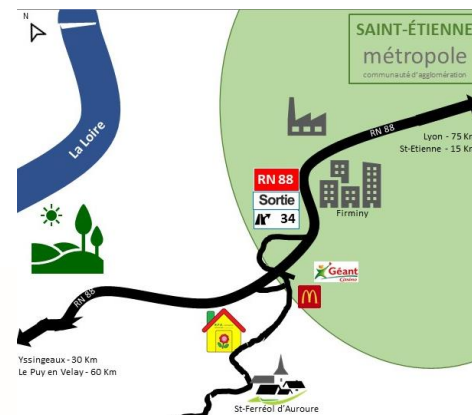 N
SAINT-ÉTIENNE
métropole
communauté d'agglomération
La Loire
RN 88
Lyon - 75 Km
St-Etienne - 15 Km
RN 88
Sortie
34
Firminy
Géant
Casino
RN 88
Yssingeaux - 30 Km
Le Puy en Velay - 60 Km
St-Ferréol d'Auroure